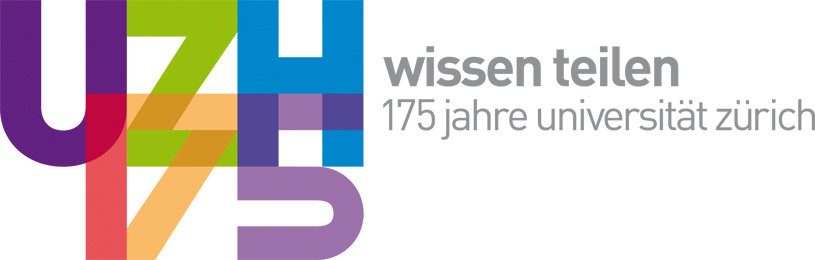 UZH
175
wissen teilen
175 jahre universität zürich